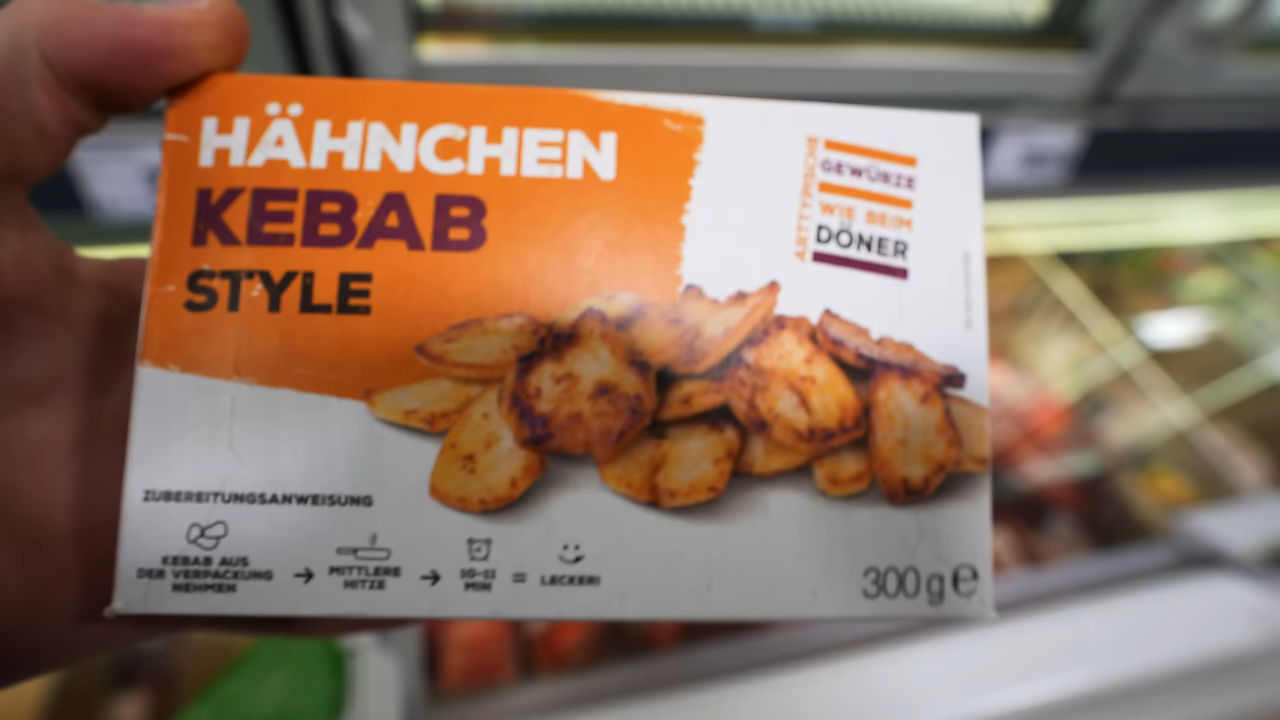 HÄHNCHEN
KEBAB
STYLE
ARTTYPISCHE
GEWÜRZE
WIE BEIM
DÖNER
ZUBEREITUNGSANWEISUNG
KEBAB AUS
DER VERPACKUNG
NEHMEN
MITTLERE
HITZE
10-11
MIN
=
LECKER!
300 g e